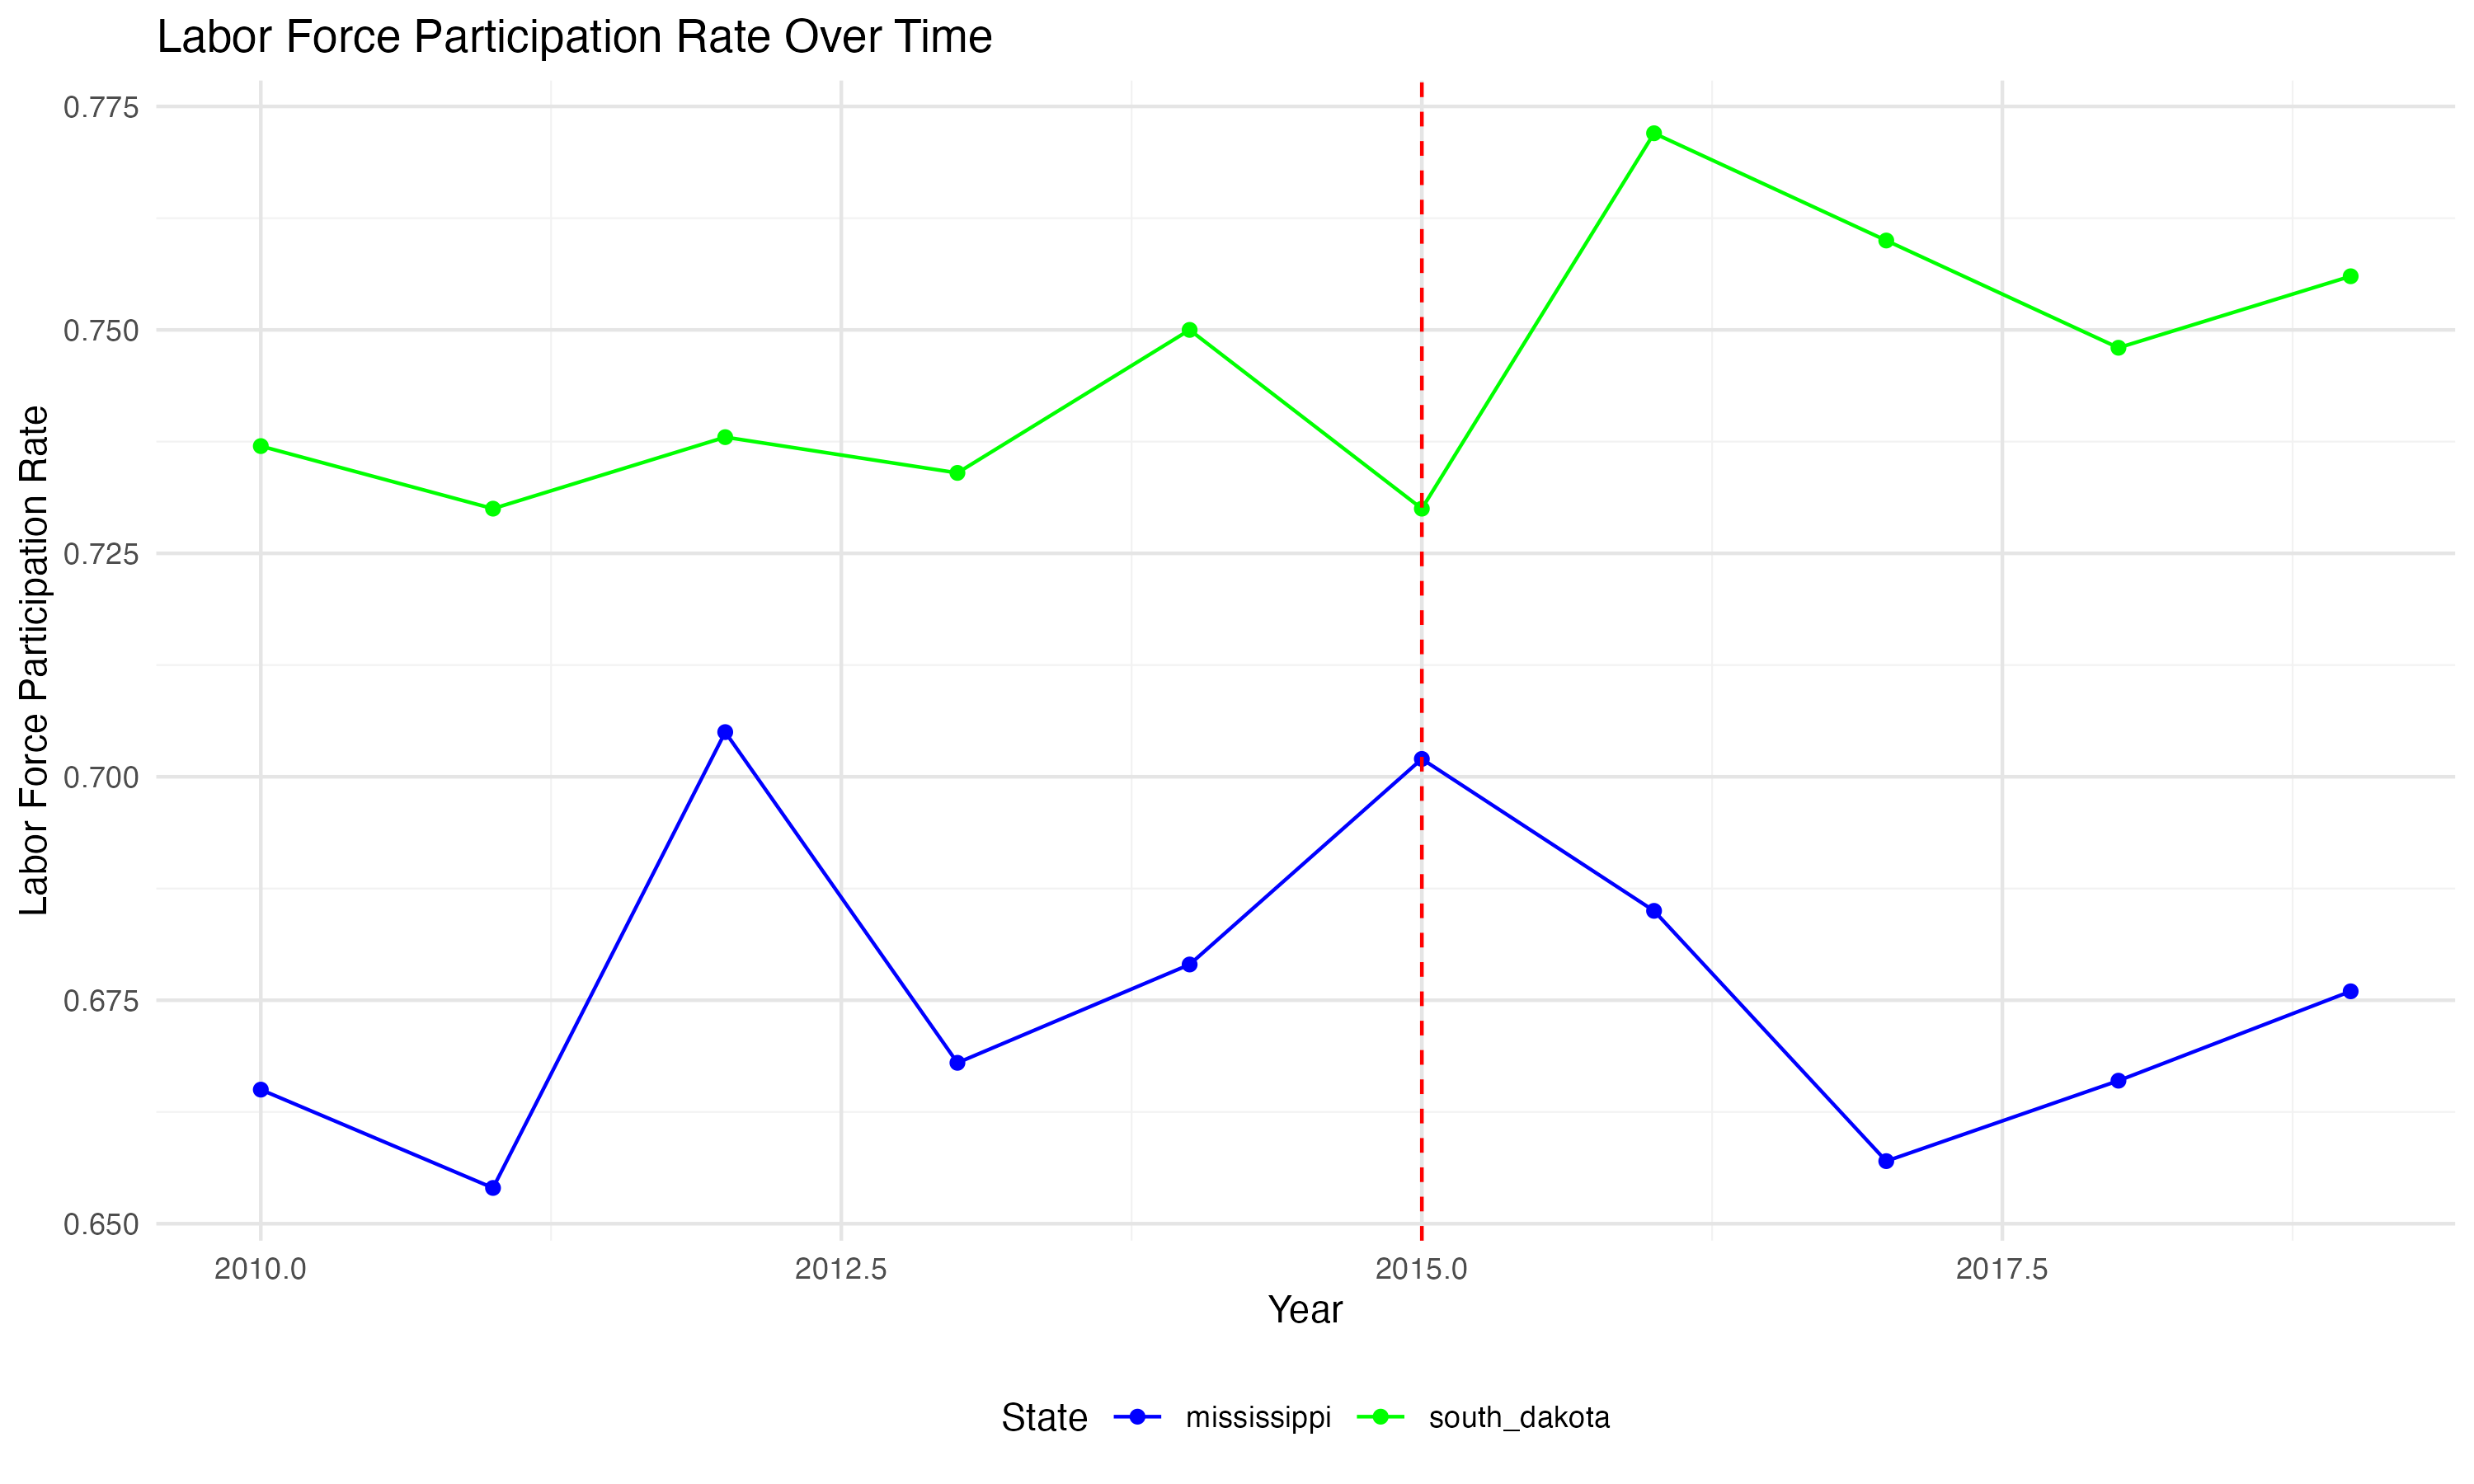 Labor Force Participation Rate Over Time
Labor Force Participation Rate
0.775
0.750
0.725
0.700
0.675
0.650
2010.0 2012.5 2015.0 2017.5
Year
State mississippi south_dakota